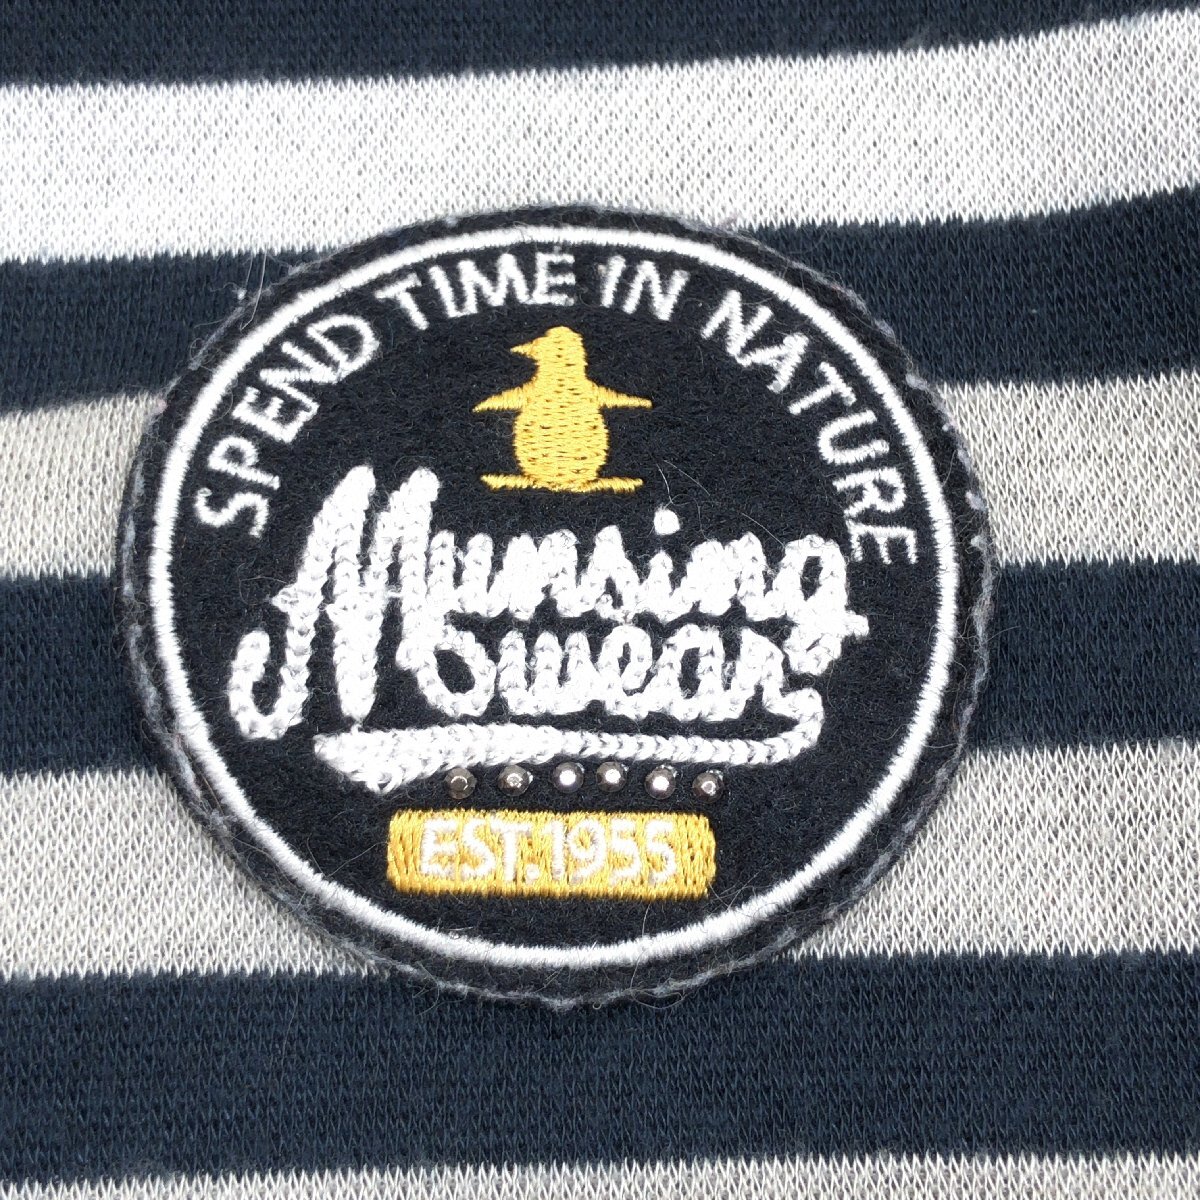 SPEND TIME IN NATURE
Munsing
wear
EST.1955